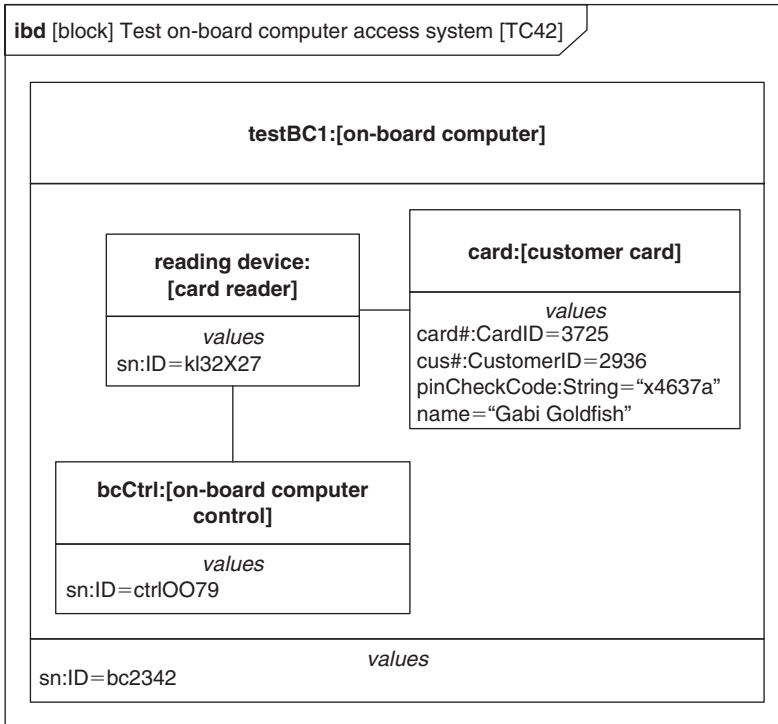 ibd [block] Test on-board computer access system [TC42]
testBC1:[on-board computer]
reading device:
[card reader]
values
sn:ID=kl32X27
card:[customer card]
values
card#:CardID=3725
cus#:CustomerID=2936
pinCheckCode:String=“x4637a”
name=“Gabi Goldfish”
bcCtrl:[on-board computer
control]
values
sn:ID=ctrlOO79
values
sn:ID=bc2342